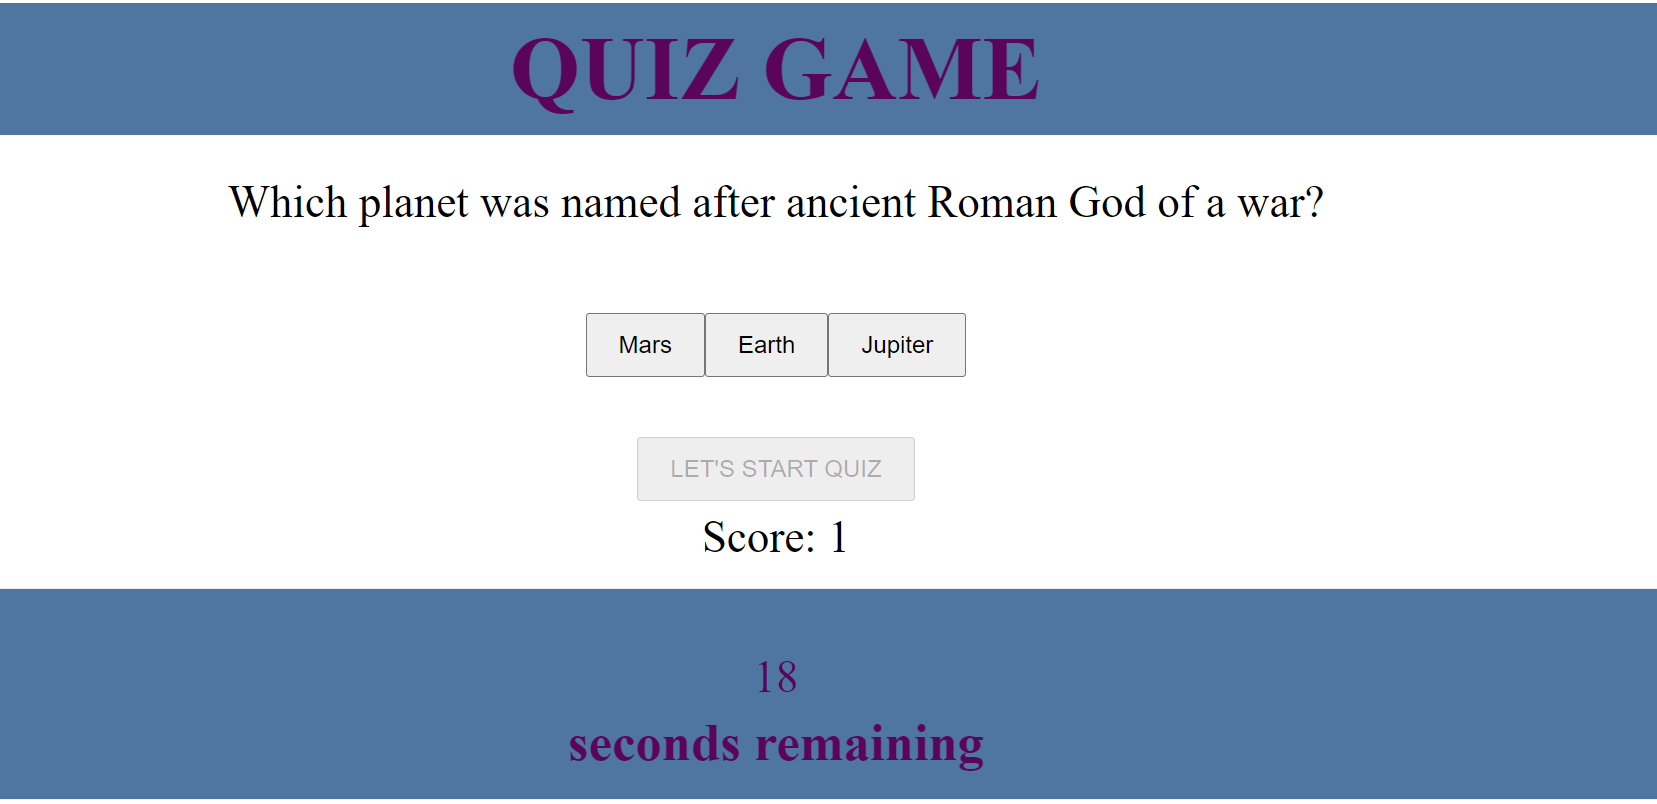 QUIZ GAME
Which planet was named after ancient Roman God of a war?
Mars Earth Jupiter
LET'S START QUIZ
Score: 1
18
seconds remaining